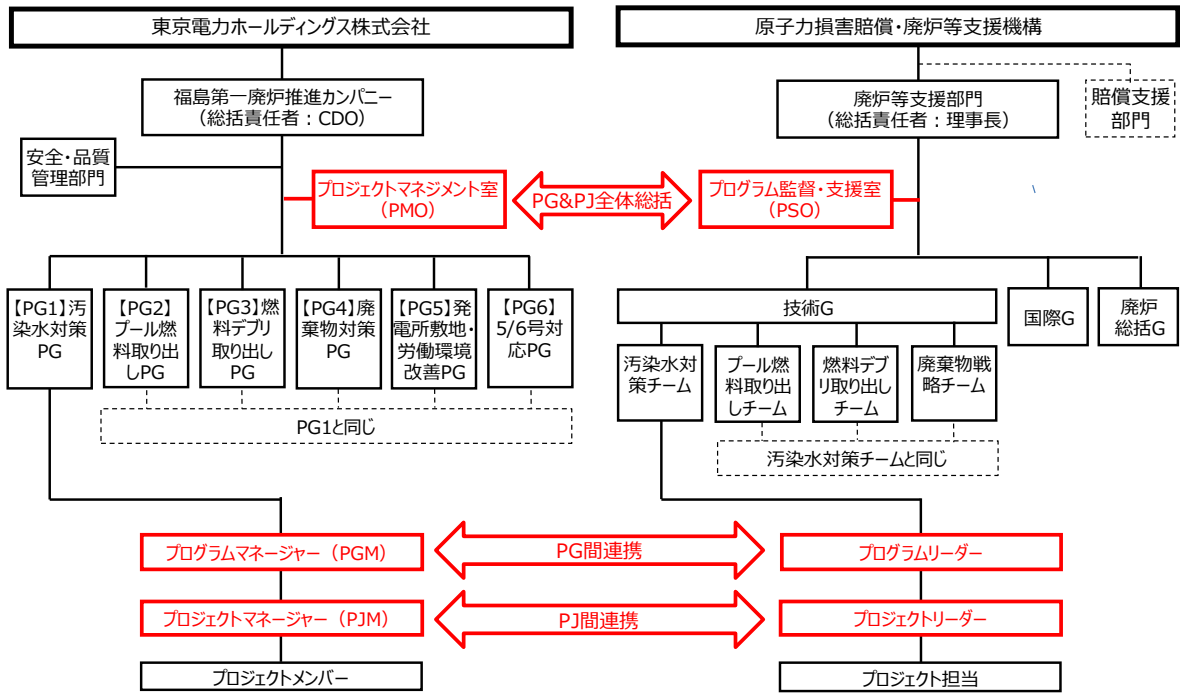 東京電力ホールディングス株式会社
原子力損害賠償・廃炉等支援機構
福島第一廃炉推進カンパニー
(総括責任者：CDO)
廃炉等支援部門
(総括責任者：理事長)
賠償支援
部門
安全・品質
管理部門
プロジェクトマネジメント室
(PMO)
PG&PJ全体総括
プログラム監督・支援室
(PSO)
【PG1】汚
染水対策
PG
【PG2】
プール燃
料取り出
しPG
【PG3】燃
料デブリ
取り出し
PG
【PG4】廃
棄物対策
PG
【PG5】発
電所敷地・
労働環境
改善PG
【PG6】
5/6号対
応PG
PG1と同じ
技術G
国際G
廃炉
総括G
汚染水対
策チーム
プール燃
料取り出
しチーム
燃料デブ
リ取り出し
チーム
廃棄物戦
略チーム
汚染水対策チームと同じ
プログラムマネージャー（PGM）
PG間連携
プログラムリーダー
プロジェクトマネージャー（PJM）
PJ間連携
プロジェクトリーダー
プロジェクトメンバー
プロジェクト担当